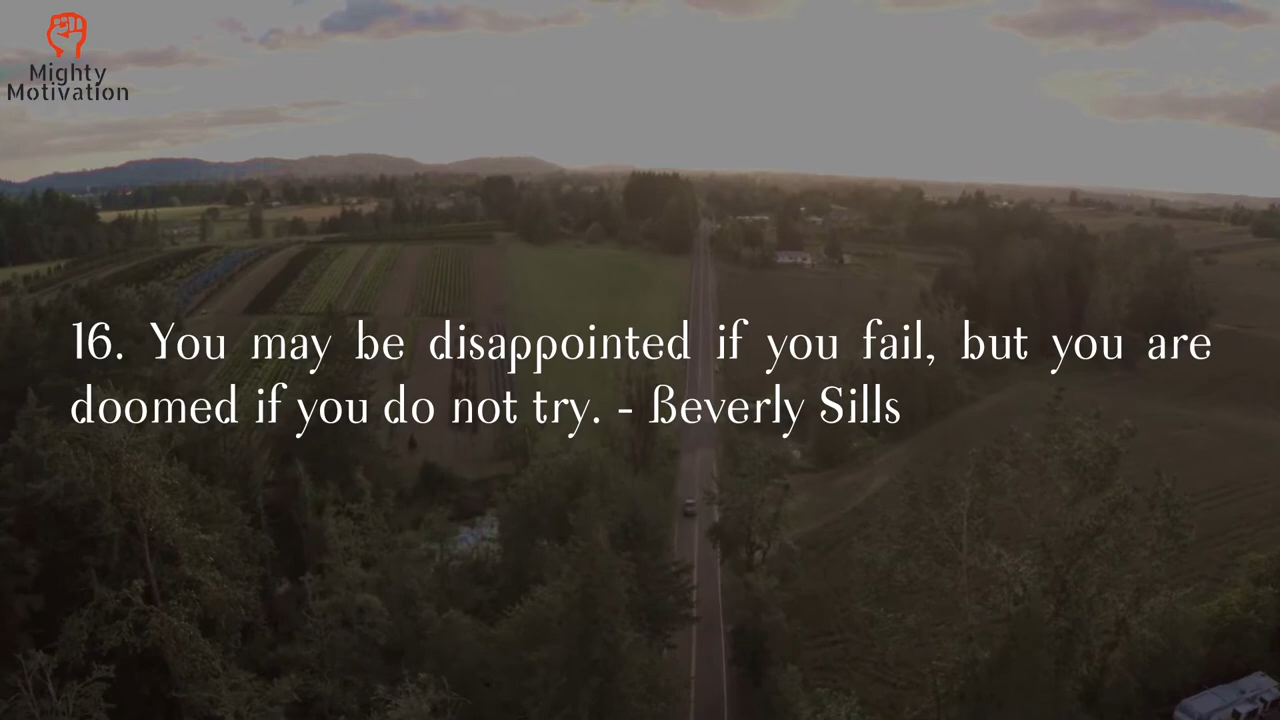 Mighty
Motivation
16. You may be disappointed if you fail, but you are
doomed if you do not try. - Beverly Sills